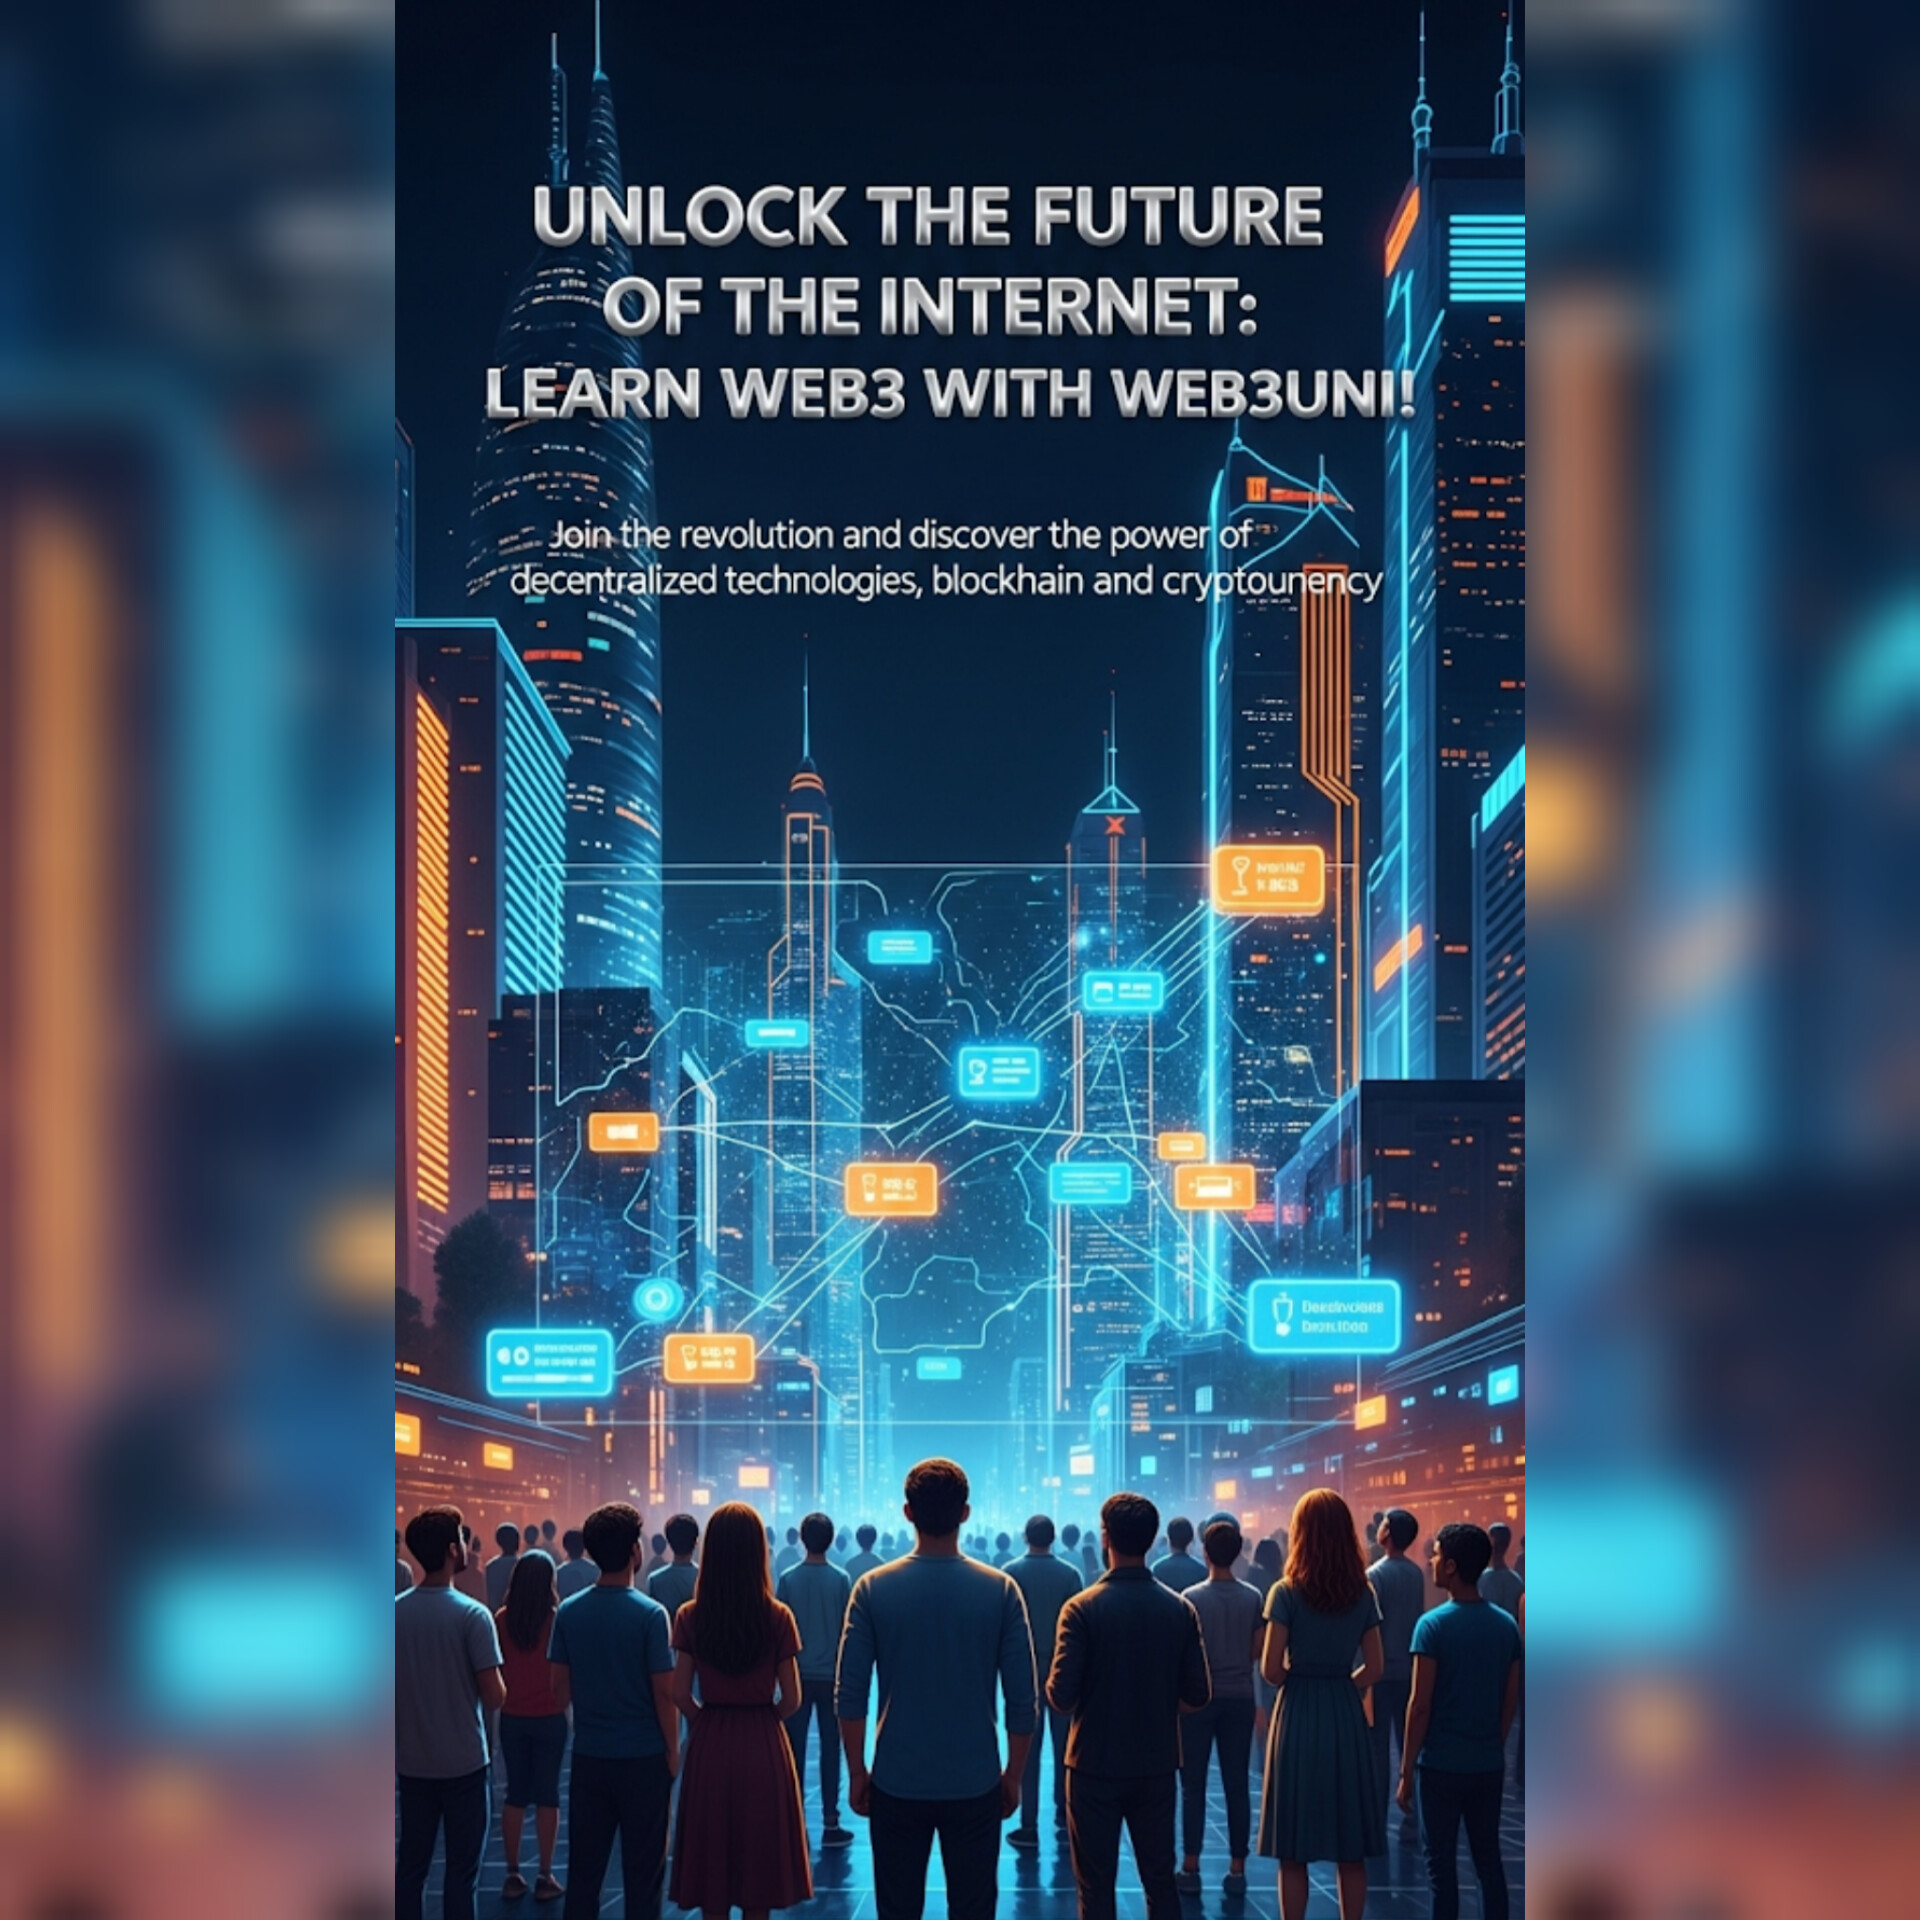 UNLOCK THE FUTURE
OF THE INTERNET:
LEARN WEB3 WITH WEB3UNI!
Join the revolution and discover the power of
decentralized technologies, blockhain and cryptounency